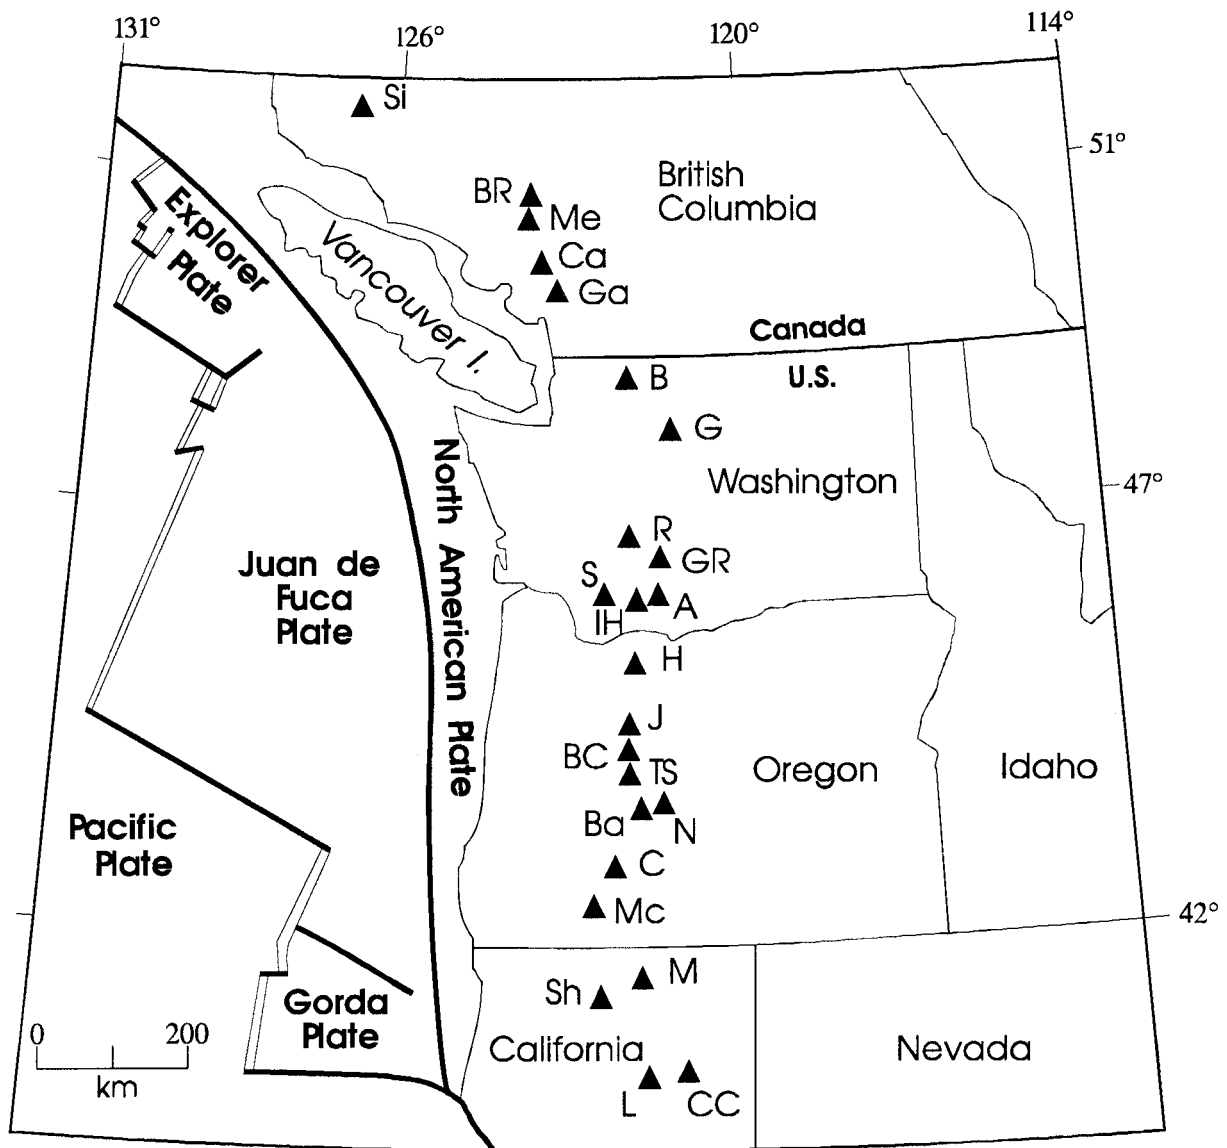 131°
126°
120°
114°
Si
51°
BR
Me
British
Columbia
Explorer
Plate
Vancouver I.
Ca
Ga
Canada
U.S.
B
G
Washington
47°
North American Plate
R
GR
S
IH
A
Juan de
Fuca
Plate
H
J
BC
TS
Oregon
Idaho
Ba
N
Pacific
Plate
C
Mc
42°
M
Sh
Gorda
Plate
California
Nevada
0 200
km
L
CC